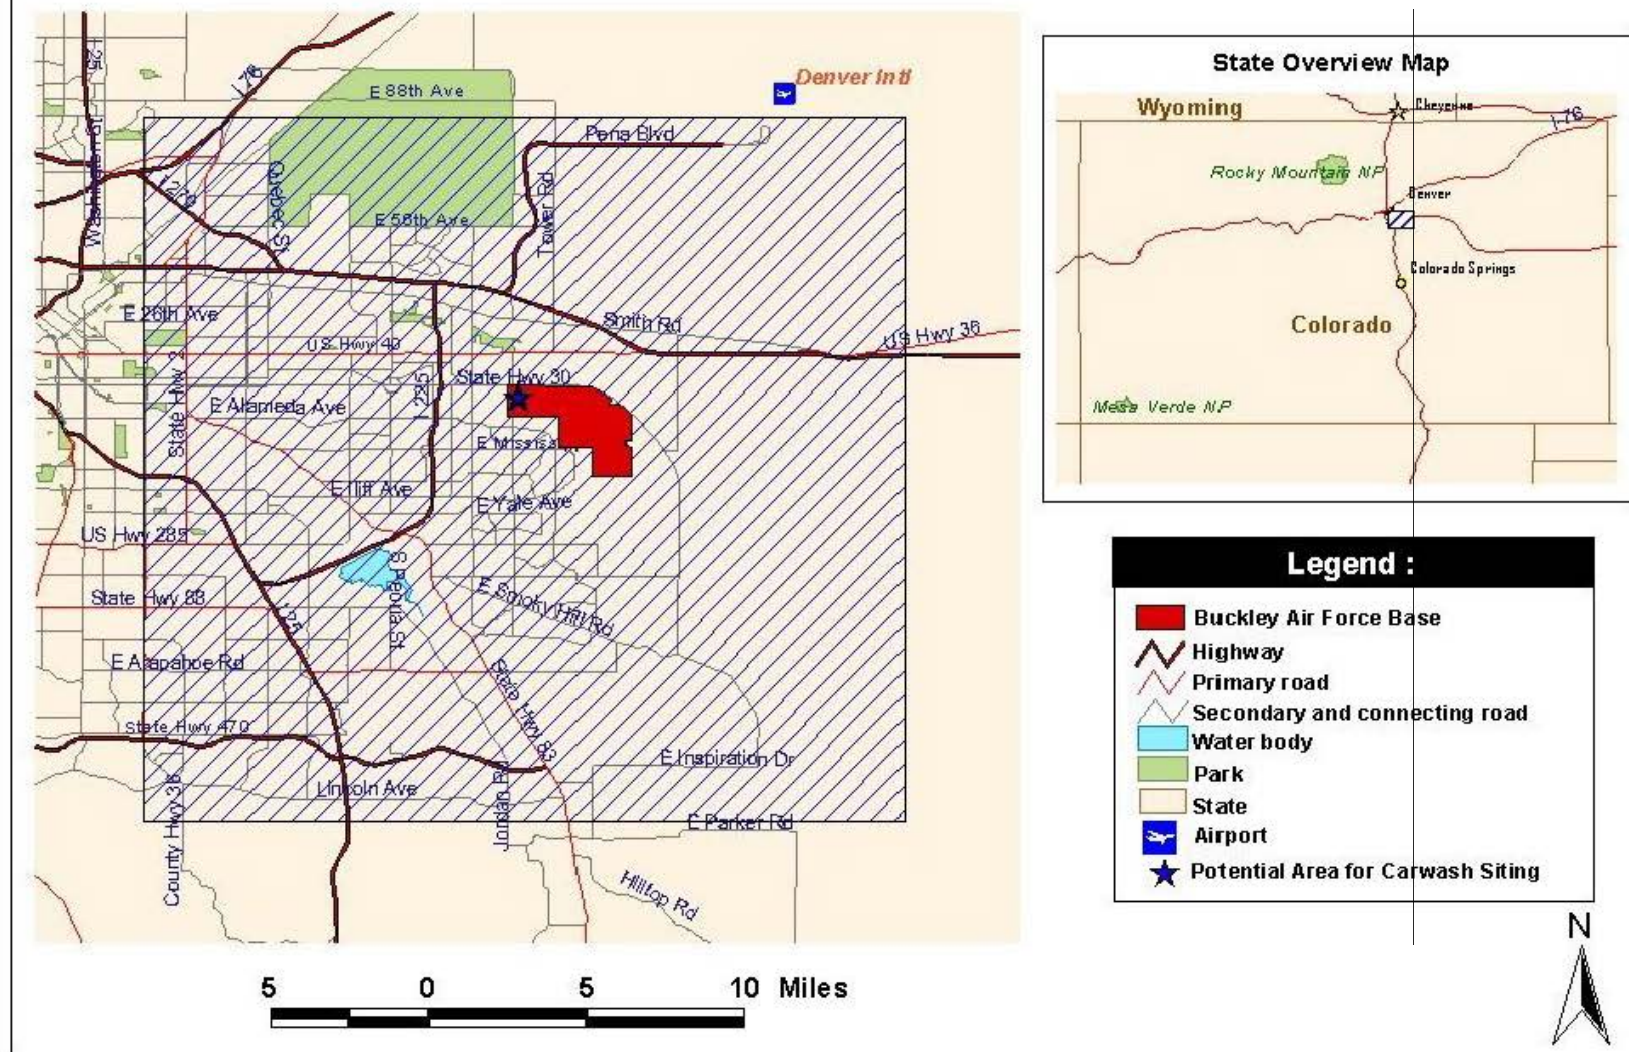 Denver Intl
E 88th Ave
I-25
I-76
Pena Blvd
Washington St
I-270
Quebec St
E 56th Ave
Tower Rd
E 26th Ave
Smith Rd
US Hwy 40
US Hwy 36
State Hwy 2
I-225
State Hwy 30
E Alameda Ave
E Mississ
E Iliff Ave
E Yale Ave
US Hwy 285
S Peoria St
State Hwy 88
E Smoky Hill Rd
I-25
E Arapahoe Rd
State Hwy 83
State Hwy 470
E Inspiration Dr
County Hwy 36
Lincoln Ave
Jordan Rd
E Parker Rd
Hilltop Rd
5 0 5 10 Miles
State Overview Map
Wyoming
Cheyenne
I-76
Rocky Mountain NP
Denver
Colorado Springs
Colorado
Mesa Verde NP
Legend :
Buckley Air Force Base
Highway
Primary road
Secondary and connecting road
Water body
Park
State
Airport
Potential Area for Carwash Siting
N